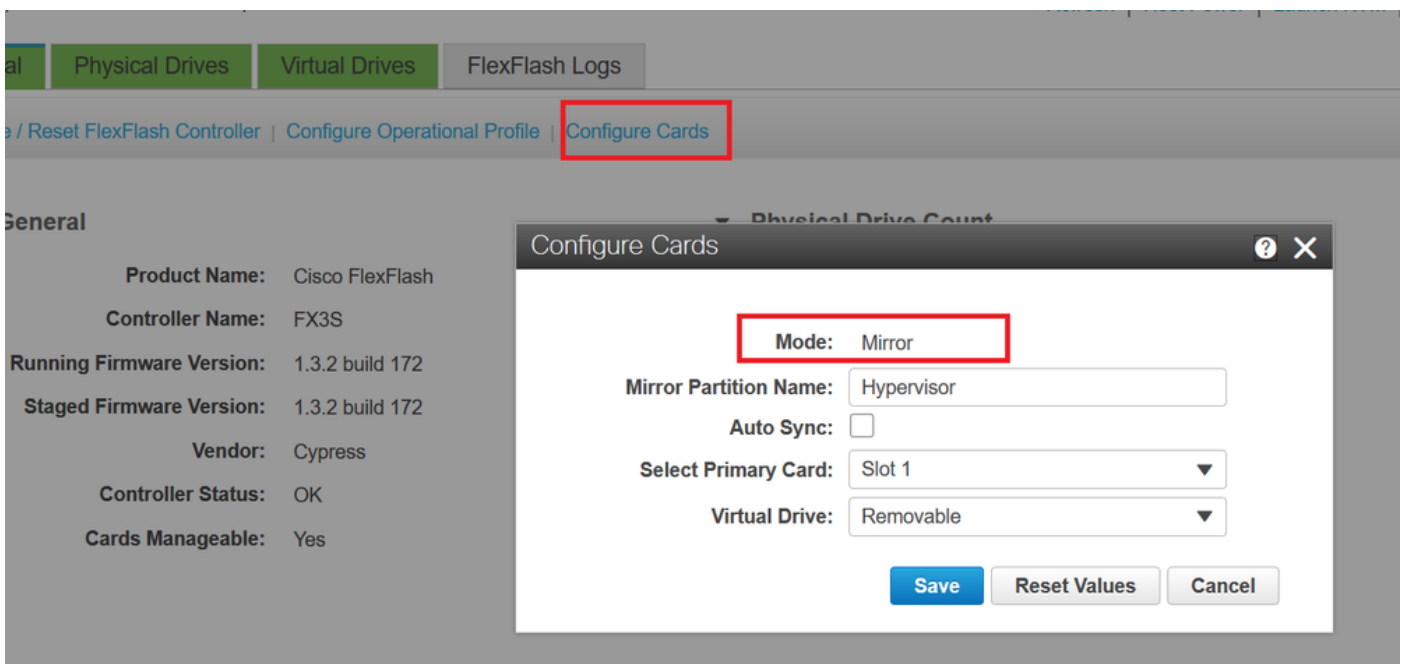 al Physical Drives Virtual Drives FlexFlash Logs
e / Reset FlexFlash Controller | Configure Operational Profile | Configure Cards
General
Product Name: Cisco FlexFlash
Controller Name: FX3S
Running Firmware Version: 1.3.2 build 172
Staged Firmware Version: 1.3.2 build 172
Vendor: Cypress
Controller Status: OK
Cards Manageable: Yes
Physical Drive Count
Configure Cards
Mode: Mirror
Mirror Partition Name: Hypervisor
Auto Sync:
Select Primary Card: Slot 1
Virtual Drive: Removable
Save Reset Values Cancel